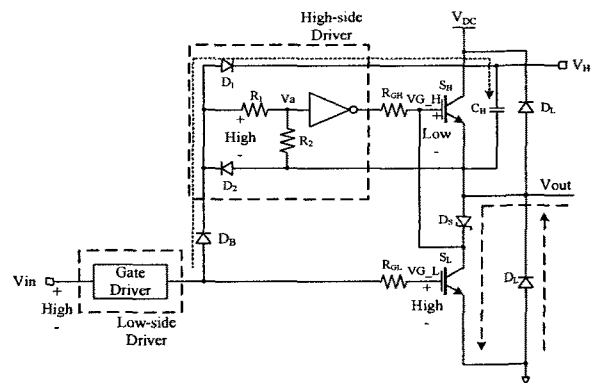 High-side
Driver
V_DC
V_H
D_1
R_1
Va
R_GH
VG_H
S_H
+
High
-
R_2
+
Low
-
C_H
D_L
D_2
Vout
D_S
D_B
Vin
Gate
Driver
R_GL
VG_L
S_L
D_L
+
High
-
Low-side
Driver
+
High
-